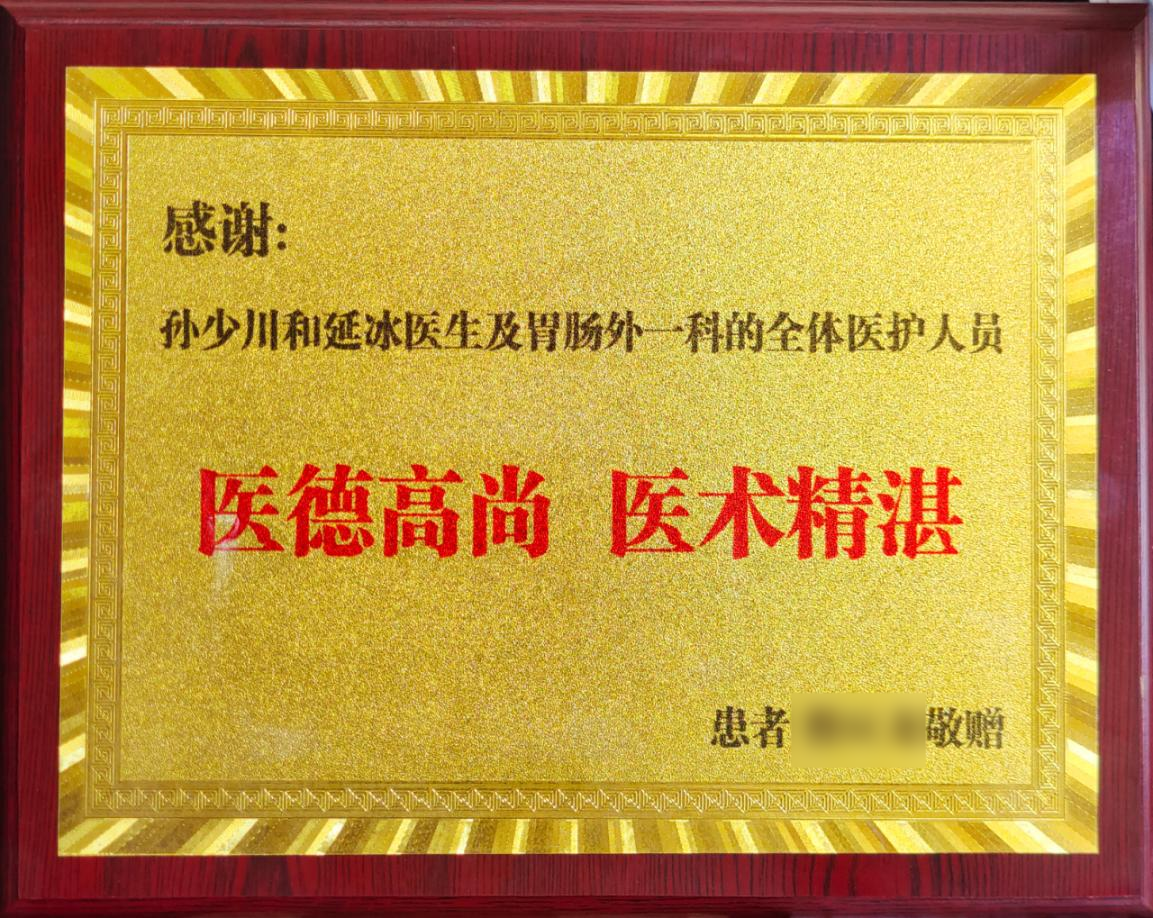 感谢:
孙少川和延冰医生及胃肠外一科的全体医护人员
医德高尚 医术精湛
患者 敬赠